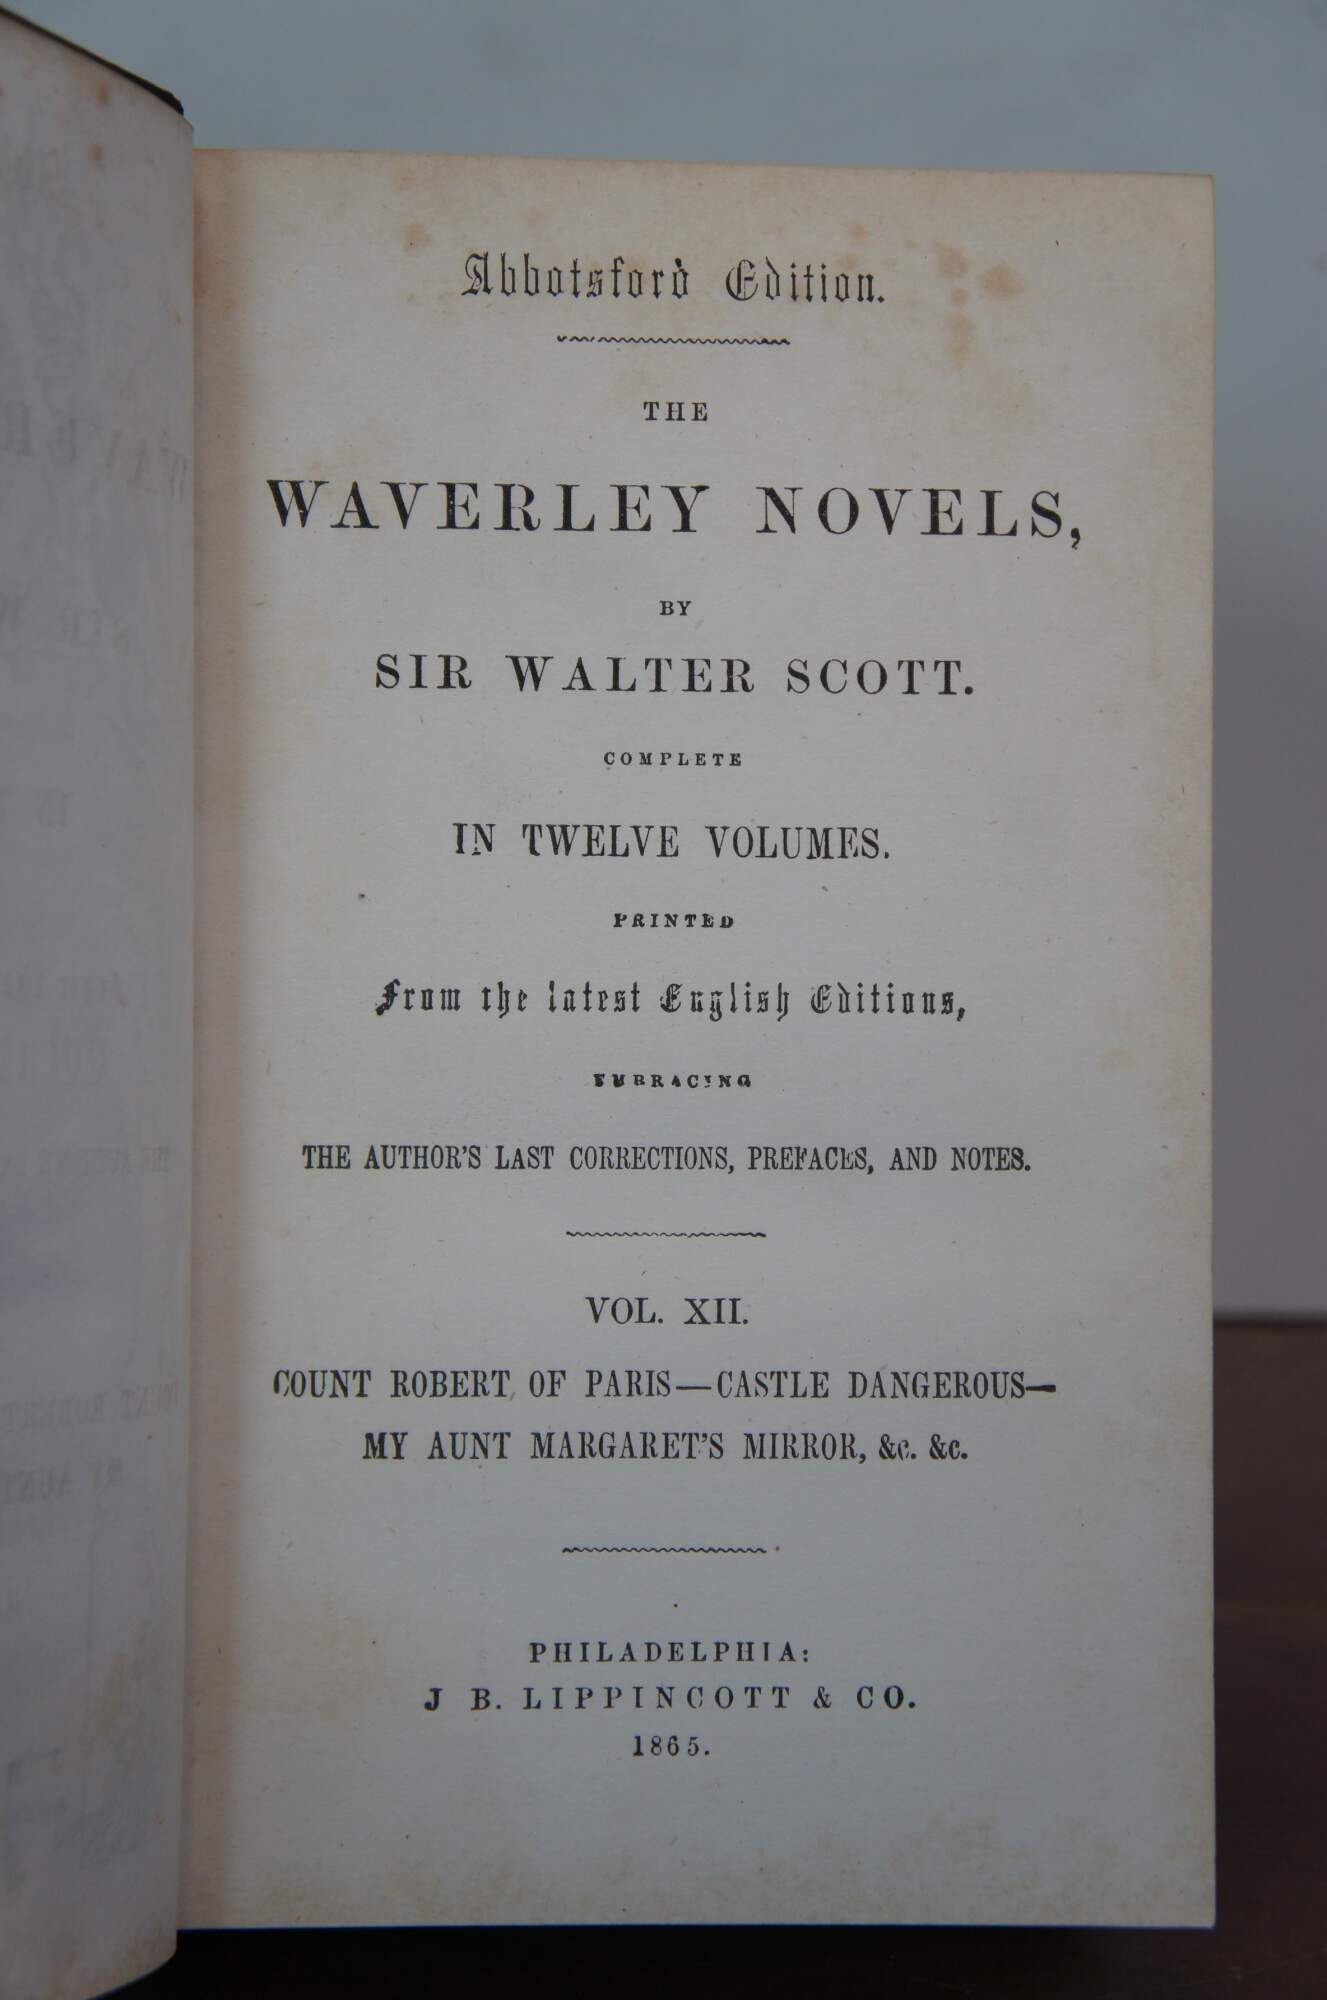 Abbotsford Edition.
THE
WAVERLEY NOVELS,
BY
SIR WALTER SCOTT.
COMPLETE
IN TWELVE VOLUMES.
PRINTED
From the latest English Editions,
EMBRACING
THE AUTHOR'S LAST CORRECTIONS, PREFACES, AND NOTES.
VOL. XII.
COUNT ROBERT OF PARIS—CASTLE DANGEROUS—
MY AUNT MARGARET'S MIRROR, &c. &c.
PHILADELPHIA:
J B. LIPPINCOTT & CO.
1865.